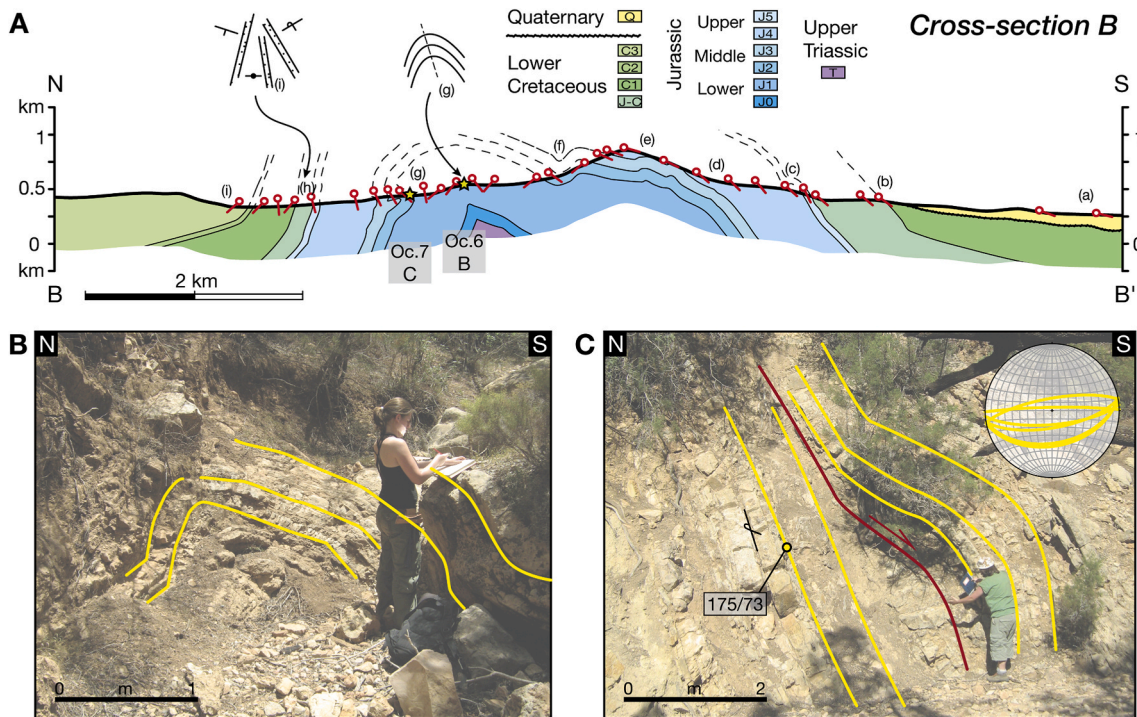 A
Cross-section B
Quaternary
Q
Lower
Cretaceous
C3
C2
C1
J-C
Jurassic
Upper
Middle
Lower
J5
J4
J3
J2
J1
J0
Upper
Triassic
T
(i)
(g)
N
km
1
0.5
0
km
B
S
0
B'
(i)
(h)
(g)
(f)
(e)
(d)
(c)
(b)
(a)
Oc.7
C
Oc.6
B
2 km
B
N
S
0
m
1
C
N
S
175/73
0
m
2